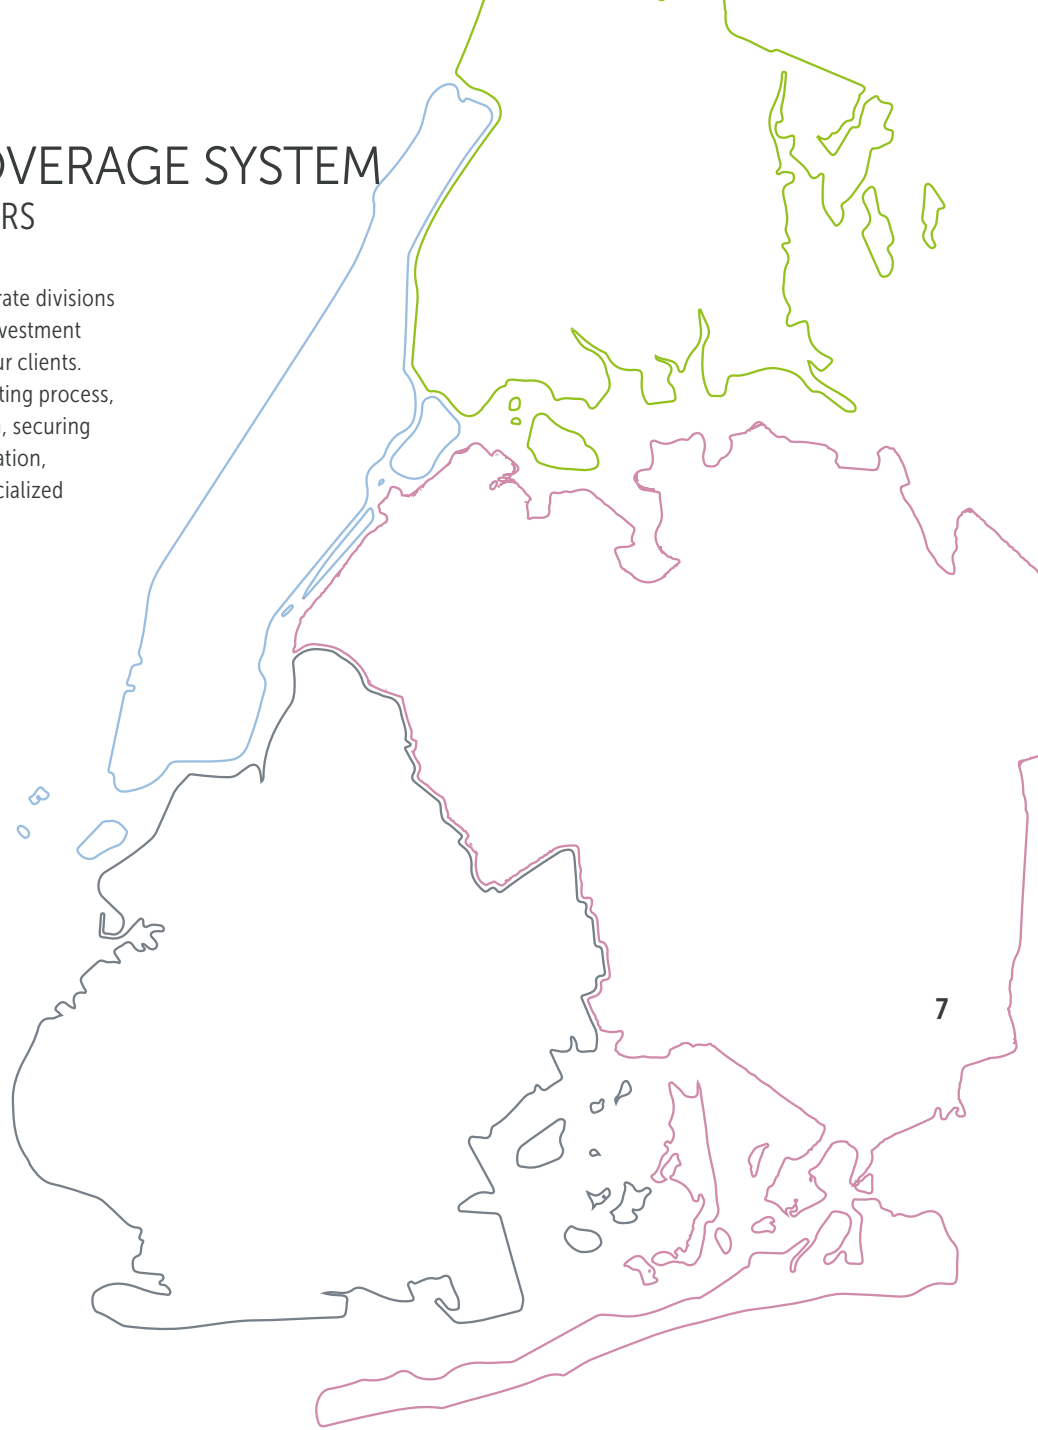 OVERAGE SYSTEM
RS
rate divisions
vestment
ur clients.
ting process,
, securing
ation,
cialized
7